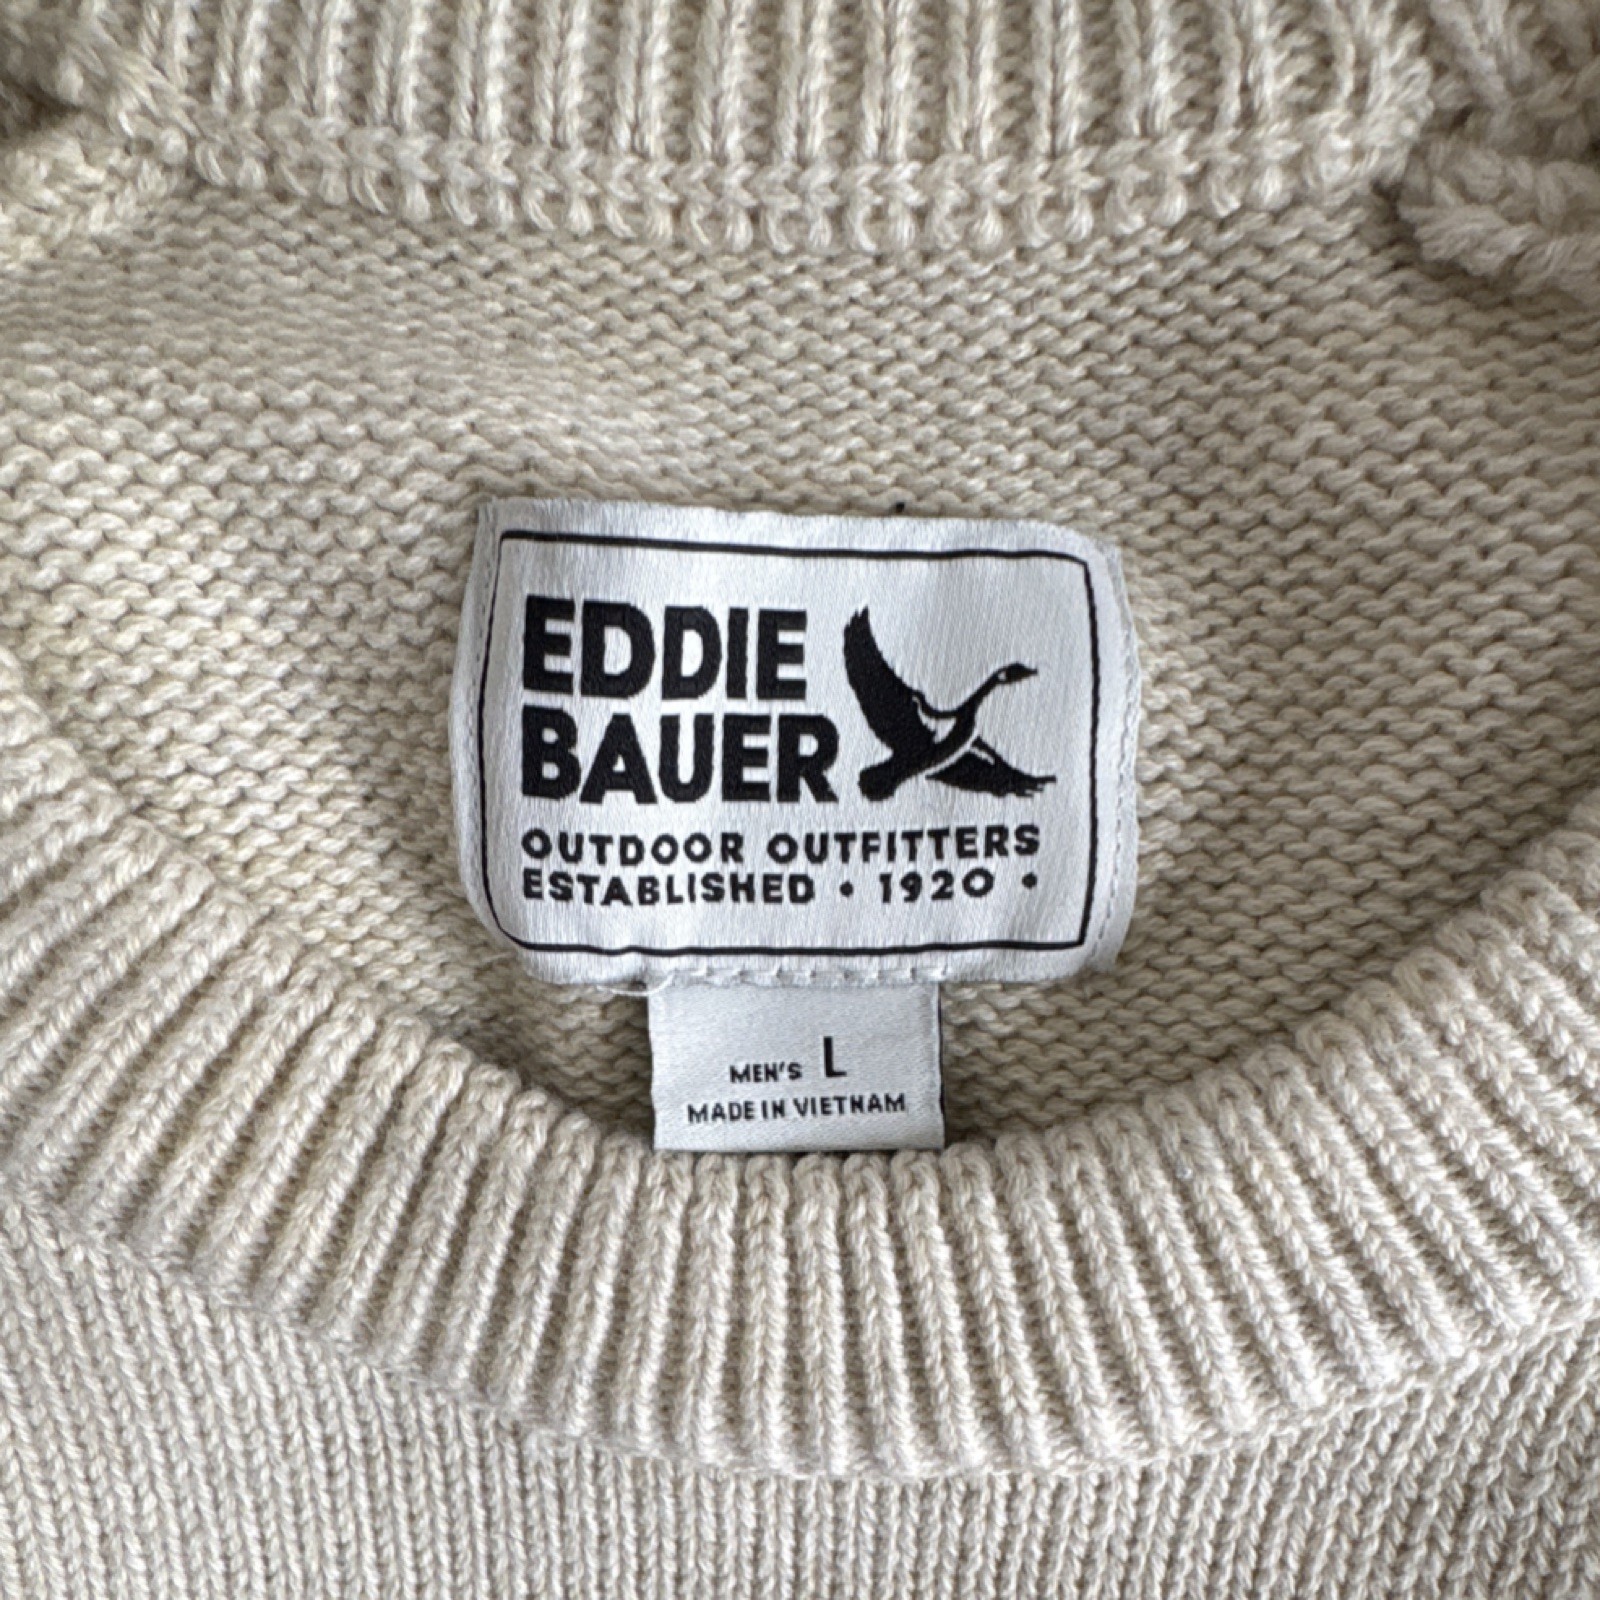 EDDIE
BAUER
OUTDOOR OUTFITTERS
ESTABLISHED • 1920 •
MEN'S L
MADE IN VIETNAM